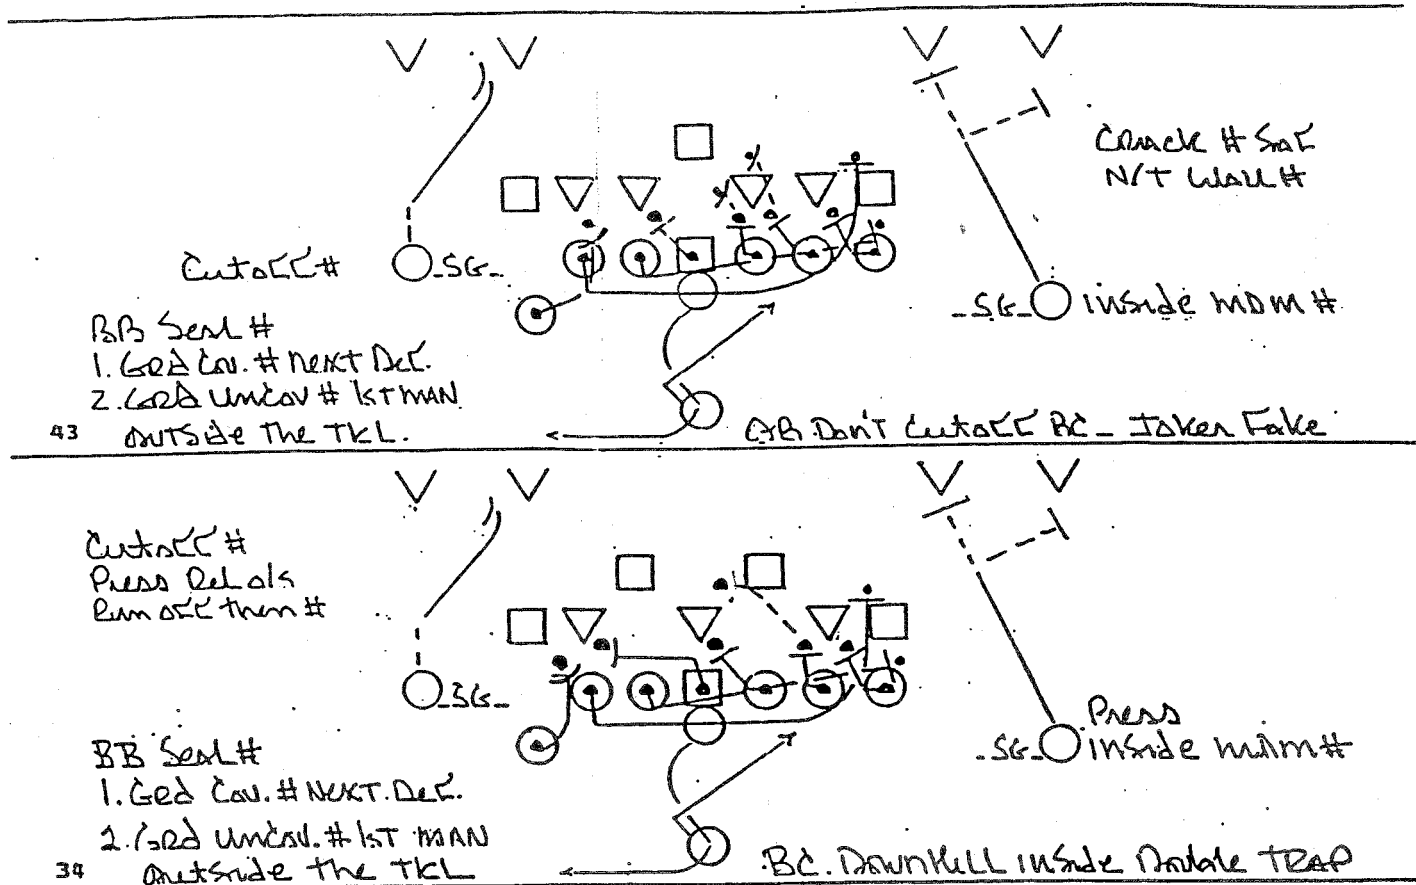 Crack # Saf
N/T Wall #
Cutoff #
-SG-
-SG-
inside mdm #
BB Seal #
1. Grd Cov. # Next Def.
2. Grd Uncov # 1st MAN
outside the TKL.
43
QB Don't Cutoff BC - Token Fake
Cutoff #
Press Rel o/s
Run off then #
-SG-
Press
-SG-
inside mdm #
BB Seal #
1. Grd Cov. # Next. Def.
2. Grd Uncov. # 1st MAN
outside the TKL
34
BC. Downhill inside Double TRAP